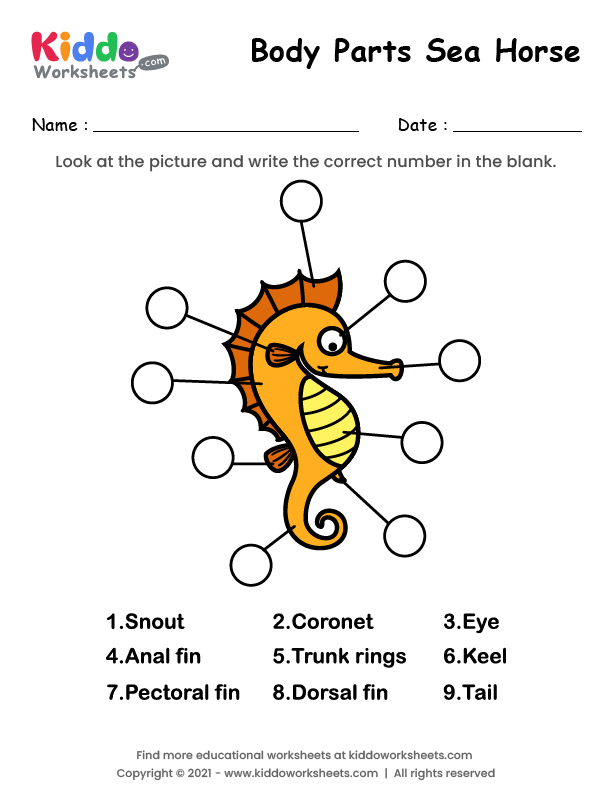 Kiddo
Worksheets.com
Body Parts Sea Horse
Name : 
Date : 
Look at the picture and write the correct number in the blank.
1.Snout 2.Coronet 3.Eye
4.Anal fin 5.Trunk rings 6.Keel
7.Pectoral fin 8.Dorsal fin 9.Tail
Find more educational worksheets at kiddoworksheets.com
Copyright © 2021 - www.kiddoworksheets.com | All rights reserved